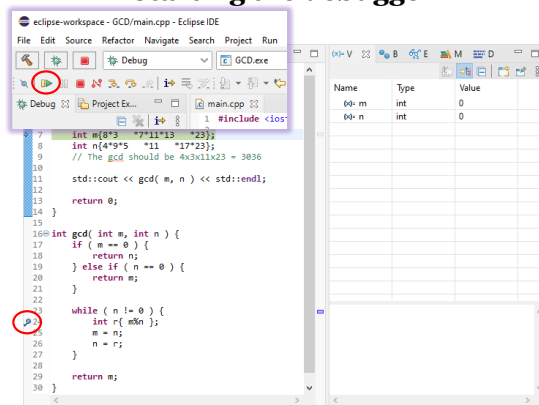 eclipse-workspace - GCD/main.cpp - Eclipse IDE
File Edit Source Refactor Navigate Search Project Run
Debug
GCD.exe
Debug Project Ex...
main.cpp
1 #include <ios
7 int m{8*3 *7*11*13 *23};
8 int n{4*9*5 *11 *17*23};
9 // The gcd should be 4x3x11x23 = 3036
10
11 std::cout << gcd( m, n ) << std::endl;
12
13 return 0;
14 }
15
16 int gcd( int m, int n ) {
17 if ( m == 0 ) {
18 return n;
19 } else if ( n == 0 ) {
20 return m;
21 }
22
23 while ( n != 0 ) {
24 int r{ m%n };
25 m = n;
26 n = r;
27 }
28
29 return m;
30 }
(x)= V B E M D
Name Type Value
(x)= m int 0
(x)= n int 0